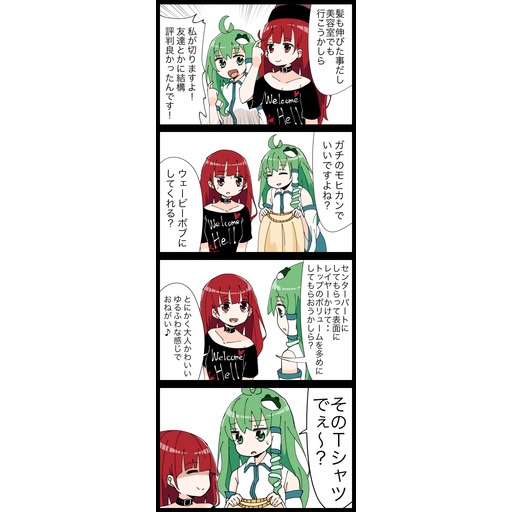 髪も伸びた事だし
美容室でも
行こうかしら
私が切りますよ！
友達とかに結構
評判良かったんです！
Welcome
Hell
ガチのモヒカンで
いいですよね？
ウェービーボブに
してくれる？
Welcome
Hell
センターパートに
してもらって表面に
レイヤーかけて：
トップのボリュームを多めに
してもらおうかしら？
とにかく大人かわいい
ゆるふわな感じで
おねがい♪
Welcome
Hell
そのTシャツ
でぇ〜？